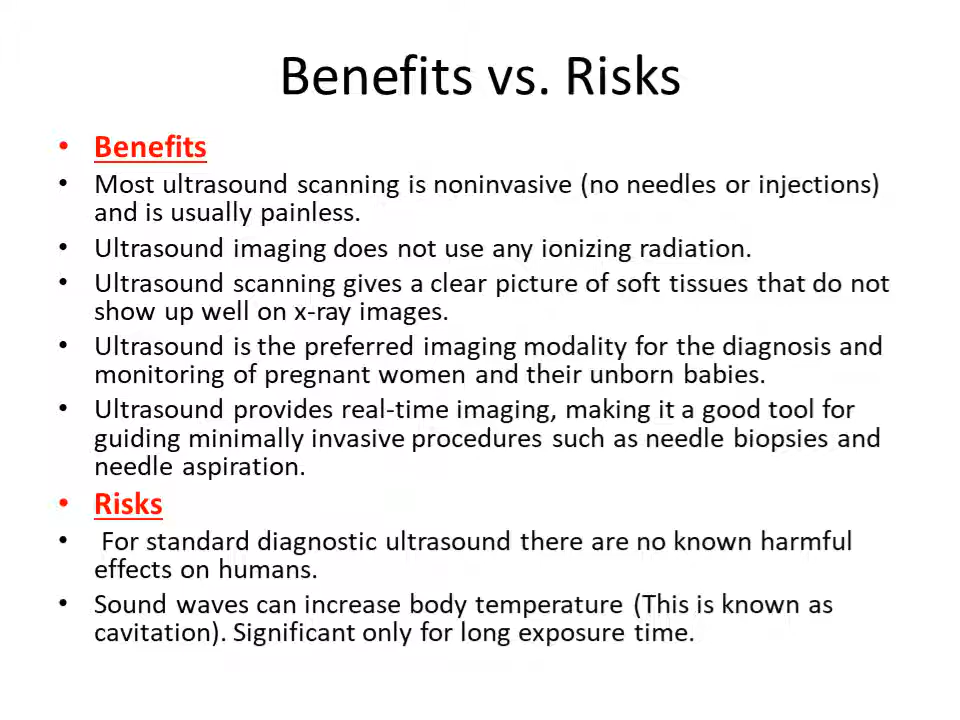 Benefits vs. Risks
• Benefits
• Most ultrasound scanning is noninvasive (no needles or injections)
and is usually painless.
• Ultrasound imaging does not use any ionizing radiation.
• Ultrasound scanning gives a clear picture of soft tissues that do not
show up well on x-ray images.
• Ultrasound is the preferred imaging modality for the diagnosis and
monitoring of pregnant women and their unborn babies.
• Ultrasound provides real-time imaging, making it a good tool for
guiding minimally invasive procedures such as needle biopsies and
needle aspiration.
• Risks
• For standard diagnostic ultrasound there are no known harmful
effects on humans.
• Sound waves can increase body temperature (This is known as
cavitation). Significant only for long exposure time.